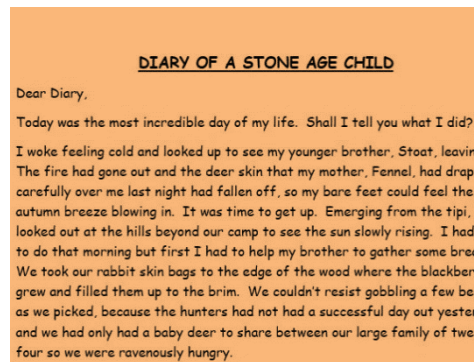 DIARY OF A STONE AGE CHILD
Dear Diary,
Today was the most incredible day of my life. Shall I tell you what I did?
I woke feeling cold and looked up to see my younger brother, Stoat,
The fire had gone out and the deer skin that my mother, Fennel, had
carefully over me last night had fallen off, so my bare feet could feel the
autumn breeze blowing in. It was time to get up. Emerging from the tipi,
looked out at the hills beyond our camp to see the sun slowly rising. I had
to do that morning but first I had to help my brother to gather some
We took our rabbit skin bags to the edge of the wood where the
grew and filled them up to the brim. We couldn't resist gobbling a few
as we picked, because the hunters had not had a successful day out
and we had only had a baby deer to share between our large family of
four so we were ravenously hungry.